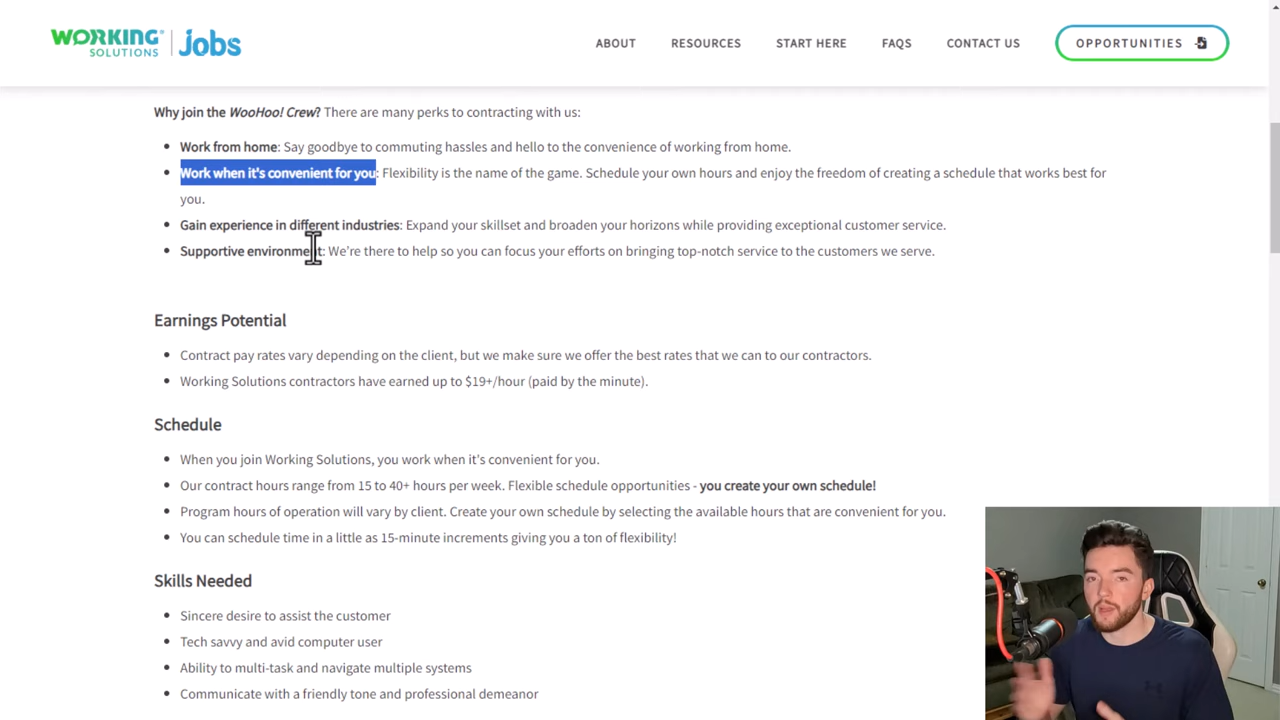 WORKING
SOLUTIONS
jobs
ABOUT
RESOURCES
START HERE
FAQS
CONTACT US
OPPORTUNITIES
Why join the WooHoo! Crew? There are many perks to contracting with us:
Work from home: Say goodbye to commuting hassles and hello to the convenience of working from home.
Work when it's convenient for you: Flexibility is the name of the game. Schedule your own hours and enjoy the freedom of creating a schedule that works best for
you.
Gain experience in different industries: Expand your skillset and broaden your horizons while providing exceptional customer service.
Supportive environment: We're there to help so you can focus your efforts on bringing top-notch service to the customers we serve.
Earnings Potential
Contract pay rates vary depending on the client, but we make sure we offer the best rates that we can to our contractors.
Working Solutions contractors have earned up to $19+/hour (paid by the minute).
Schedule
When you join Working Solutions, you work when it's convenient for you.
Our contract hours range from 15 to 40+ hours per week. Flexible schedule opportunities - you create your own schedule!
Program hours of operation will vary by client. Create your own schedule by selecting the available hours that are convenient for you.
You can schedule time in a little as 15-minute increments giving you a ton of flexibility!
Skills Needed
Sincere desire to assist the customer
Tech savvy and avid computer user
Ability to multi-task and navigate multiple systems
Communicate with a friendly tone and professional demeanor